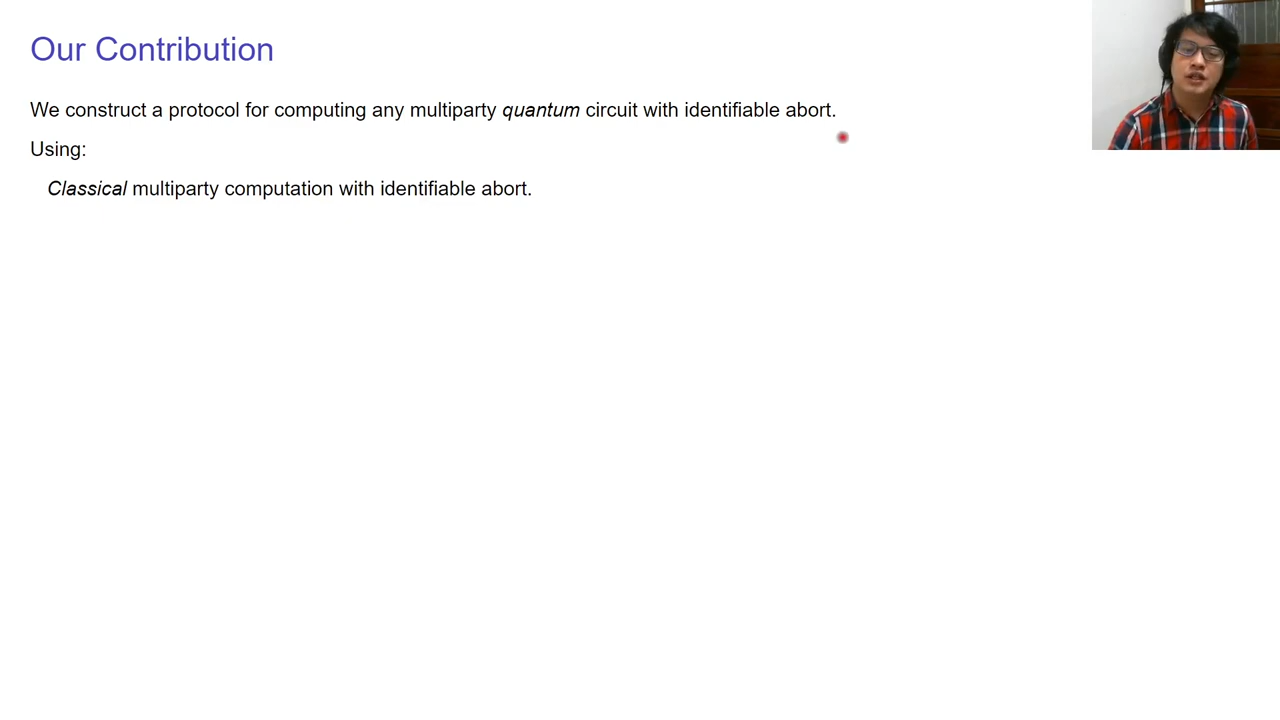 Our Contribution
We construct a protocol for computing any multiparty quantum circuit with identifiable abort.
Using:
Classical multiparty computation with identifiable abort.